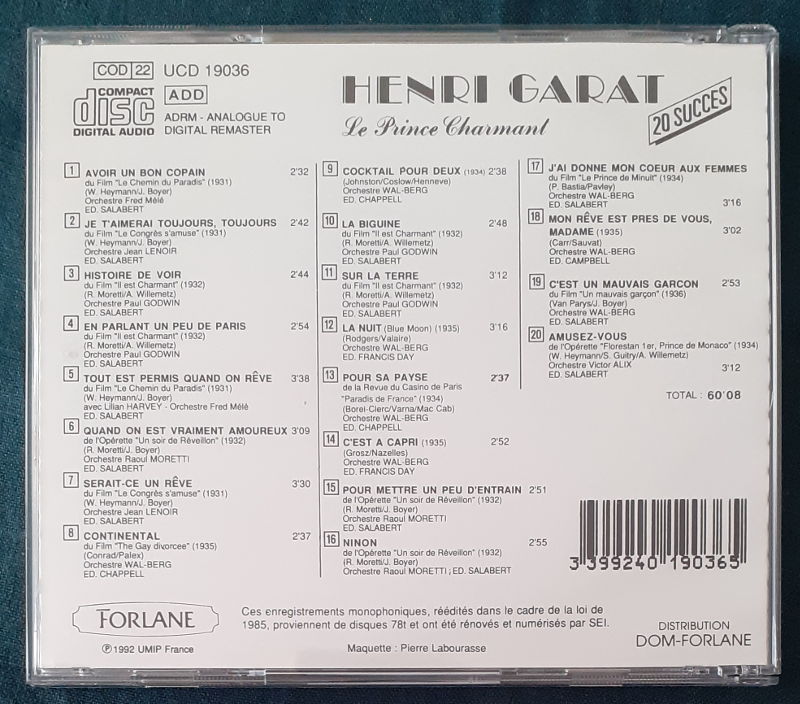 COD 22 UCD 19036
COMPACT
disc
DIGITAL AUDIO
ADD
ADRM - ANALOGUE TO
DIGITAL REMASTER
HENRI GARAT
Le Prince Charmant
20 SUCCES
1 AVOIR UN BON COPAIN 2'32
du Film "Le Chemin du Paradis" (1931)
(W. Heymann/J. Boyer)
Orchestre Fred Mélé
ED. SALABERT
2 JE T'AIMERAI TOUJOURS, TOUJOURS 2'42
du Film "Le Congrès s'amuse" (1931)
(W. Heymann/J. Boyer)
Orchestre Jean LENOIR
ED. SALABERT
3 HISTOIRE DE VOIR 2'44
du Film "Il est Charmant" (1932)
(R. Moretti/A. Willemetz)
Orchestre Paul GODWIN
ED. SALABERT
4 EN PARLANT UN PEU DE PARIS 2'54
du Film "Il est Charmant" (1932)
(R. Moretti/A. Willemetz)
Orchestre Paul GODWIN
ED. SALABERT
5 TOUT EST PERMIS QUAND ON RÊVE 3'38
du Film "Le Chemin du Paradis" (1931)
(W. Heymann/J. Boyer)
avec Lilian HARVEY - Orchestre Fred Mélé
ED. SALABERT
6 QUAND ON EST VRAIMENT AMOUREUX 3'09
de l'Opérette "Un soir de Réveillon" (1932)
(R. Moretti/J. Boyer)
Orchestre Raoul MORETTI
ED. SALABERT
7 SERAIT-CE UN RÊVE 3'30
du Film "Le Congrès s'amuse" (1931)
(W. Heymann/J. Boyer)
Orchestre Jean LENOIR
ED. SALABERT
8 CONTINENTAL 2'37
du Film "The Gay divorcee" (1935)
(Conrad/Palex)
Orchestre WAL-BERG
ED. CHAPPELL
9 COCKTAIL POUR DEUX (1934) 2'38
(Johnston/Coslow/Henneve)
Orchestre WAL-BERG
ED. CHAPPELL
10 LA BIGUINE 2'48
du Film "Il est Charmant" (1932)
(R. Moretti/A. Willemetz)
Orchestre Paul GODWIN
ED. SALABERT
11 SUR LA TERRE 3'12
du Film "Il est Charmant" (1932)
(R. Moretti/A. Willemetz)
Orchestre Paul GODWIN
ED. SALABERT
12 LA NUIT (Blue Moon) (1935) 3'16
(Rodgers/Valaire)
Orchestre WAL-BERG
ED. FRANCIS DAY
13 POUR SA PAYSE 2'37
de la Revue du Casino de Paris
"Paradis de France" (1934)
(Borel-Clerc/Varna/Mac Cab)
Orchestre WAL-BERG
ED. CHAPPELL
14 C'EST A CAPRI (1935) 2'52
(Grosz/Nazelles)
Orchestre WAL-BERG
ED. FRANCIS DAY
15 POUR METTRE UN PEU D'ENTRAIN 2'51
de l'Opérette "Un soir de Réveillon" (1932)
(R. Moretti/J. Boyer)
Orchestre Raoul MORETTI
ED. SALABERT
16 NINON 2'55
de l'Opérette "Un soir de Réveillon" (1932)
(R. Moretti/J. Boyer)
Orchestre Raoul MORETTI ; ED. SALABERT
17 J'AI DONNE MON COEUR AUX FEMMES
du Film "Le Prince de Minuit" (1934)
(P. Bastia/Pavley)
Orchestre WAL-BERG
ED. SALABERT 3'16
18 MON RÊVE EST PRES DE VOUS,
MADAME (1935) 3'02
(Carr/Sauvat)
Orchestre WAL-BERG
ED. CAMPBELL
19 C'EST UN MAUVAIS GARCON 2'53
du Film "Un mauvais garçon" (1936)
(Van Parys/J. Boyer)
Orchestre WAL-BERG
ED. SALABERT
20 AMUSEZ-VOUS
de l'Opérette "Florestan 1er, Prince de Monaco" (1934)
(W. Heymann/S. Guitry/A. Willemetz)
Orchestre Victor ALIX
ED. SALABERT 3'12
TOTAL : 60'08
3 399240 190365
FORLANE
℗ 1992 UMIP France
Ces enregistrements monophoniques, réédités dans le cadre de la loi de
1985, proviennent de disques 78t et ont été rénovés et numérisés par SEI.
Maquette : Pierre Labourasse
DISTRIBUTION
DOM-FORLANE